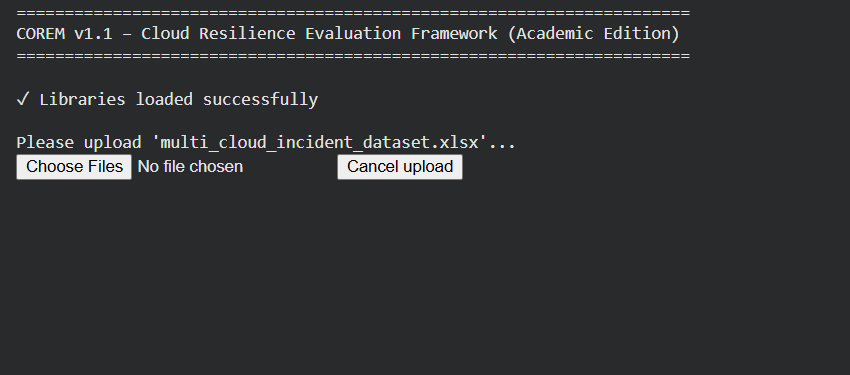 ======================================================================
COREM v1.1 – Cloud Resilience Evaluation Framework (Academic Edition)
======================================================================
✓ Libraries loaded successfully
Please upload 'multi_cloud_incident_dataset.xlsx'...
Choose Files No file chosen Cancel upload